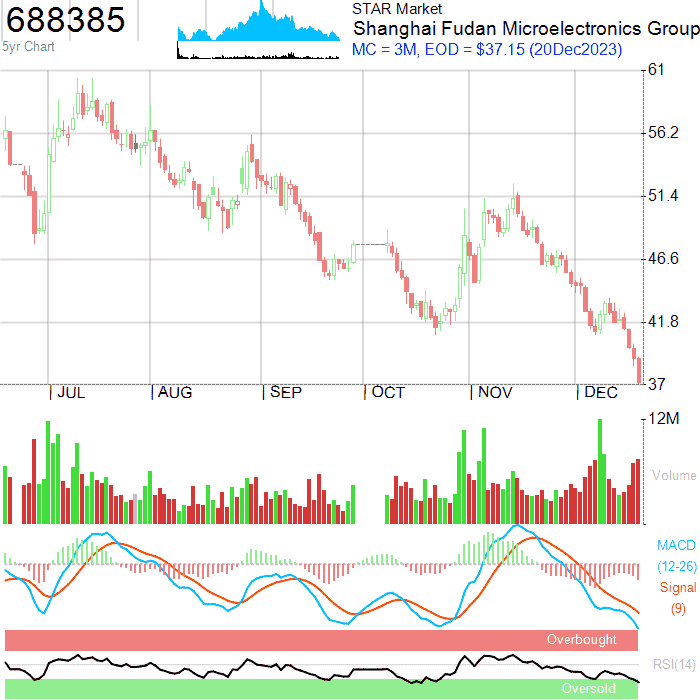 688385
5yr Chart
STAR Market
Shanghai Fudan Microelectronics Group
MC = 3M, EOD = $37.15 (20Dec2023)
61
56.2
51.4
46.6
41.8
37
JUL AUG SEP OCT NOV DEC
12M
Volume
MACD
(12-26)
Signal
(9)
Overbought
RSI(14)
Oversold